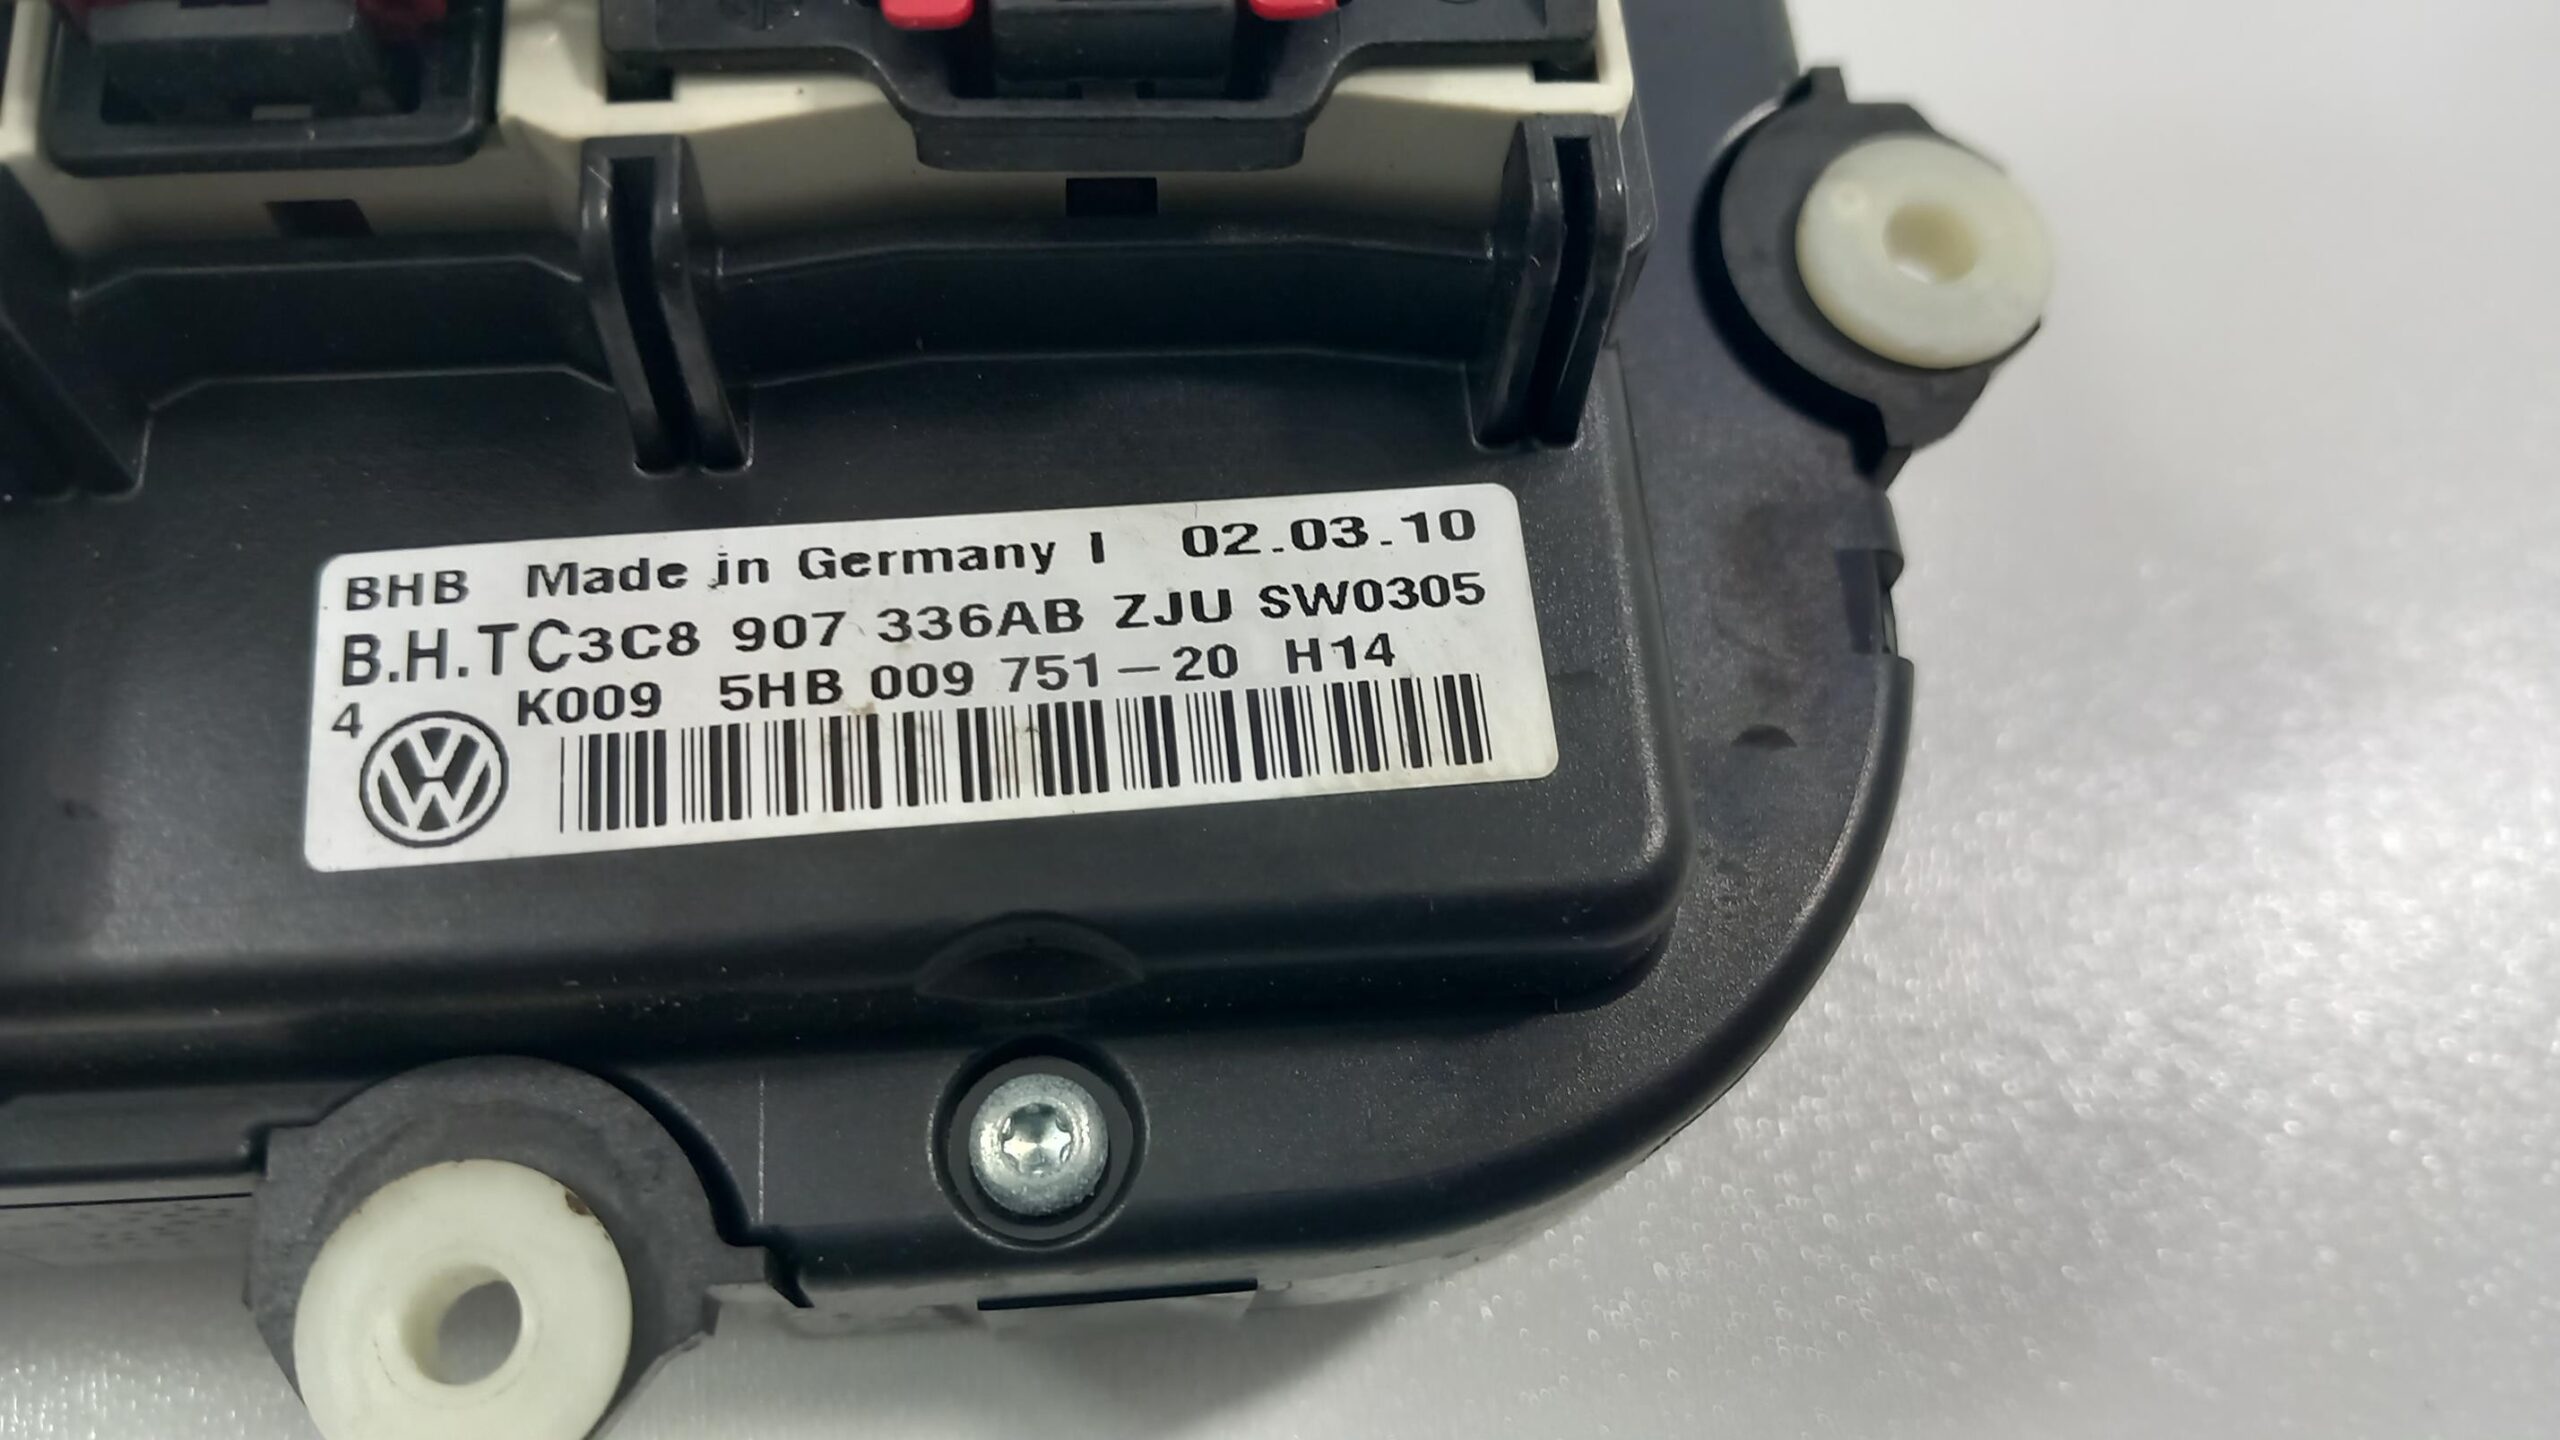 BHB Made in Germany I 02.03.10
B.H.TC3C8 907 336AB ZJU SW0305
4 K009 5HB 009 751-20 H14